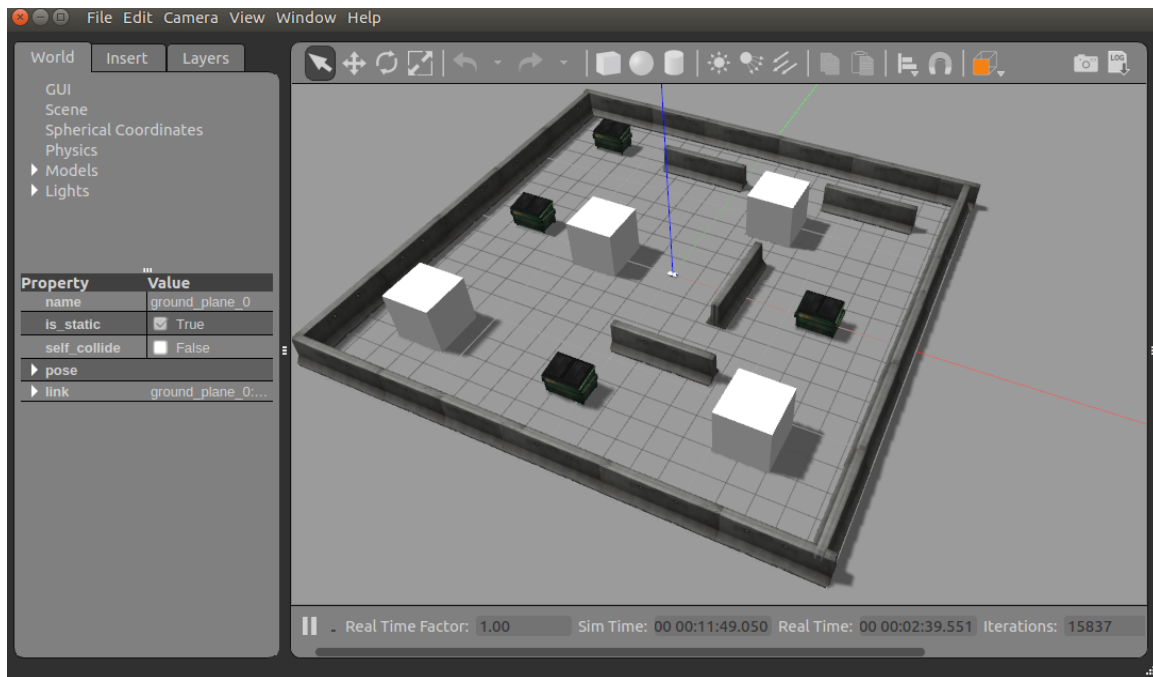 File Edit Camera View Window Help
World Insert Layers
GUI
Scene
Spherical Coordinates
Physics
Models
Lights
Property Value
name ground_plane_0
is_static True
self_collide False
pose
link ground_plane_0:...
LOG
Real Time Factor: 1.00 Sim Time: 00 00:11:49.050 Real Time: 00 00:02:39.551 Iterations: 15837